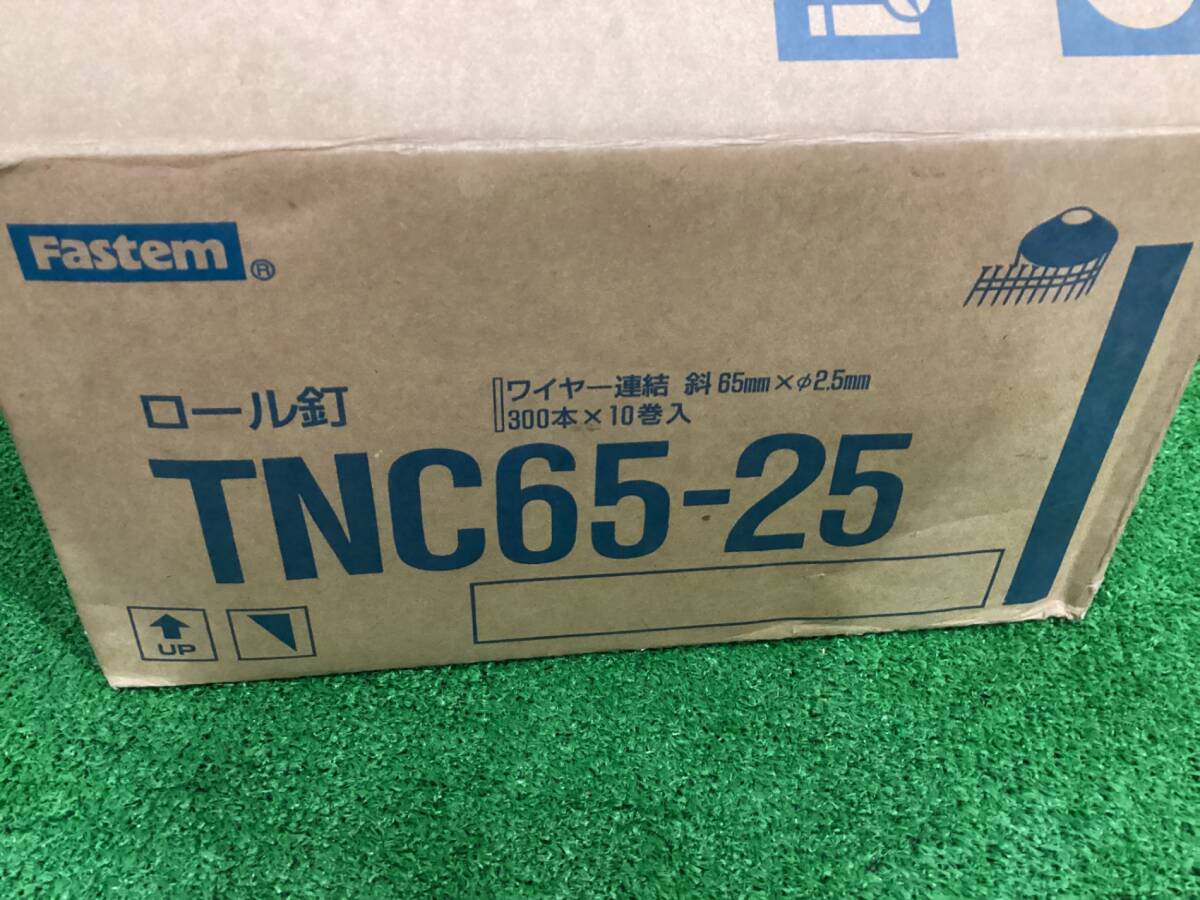 Fastem®
ロール釘
ワイヤー連結 斜 65mm×φ2.5mm
300本×10巻入
TNC65-25
UP